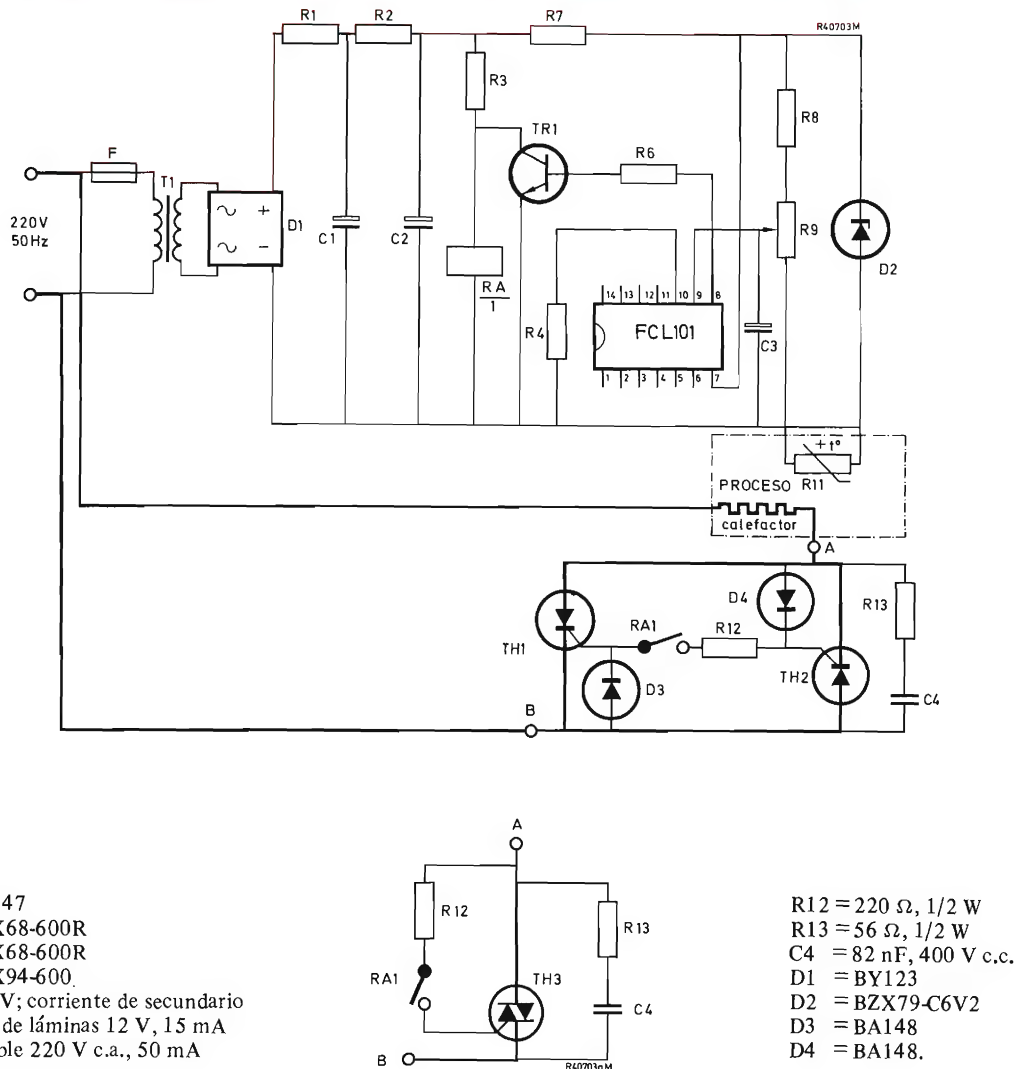 R1
R2
R7
R40703M
R3
R8
TR1
F
T1
R6
220V
50Hz
~ +
~ -
D1
C1
C2
RA
1
R9
D2
R4
14 13 12 11 10 9 8
FCL101
1 2 3 4 5 6 7
C3
+t°
R11
PROCESO
calefactor
A
D4
R13
RA1
R12
TH1
TH2
D3
C4
B
A
R12
R13
RA1
TH3
C4
B
R40703aM
47
X68-600R
X68-600R
X94-600
V; corriente de secundario
de láminas 12 V, 15 mA
ble 220 V c.a., 50 mA
R12 = 220 Ω, 1/2 W
R13 = 56 Ω, 1/2 W
C4 = 82 nF, 400 V c.c.
D1 = BY123
D2 = BZX79-C6V2
D3 = BA148
D4 = BA148.